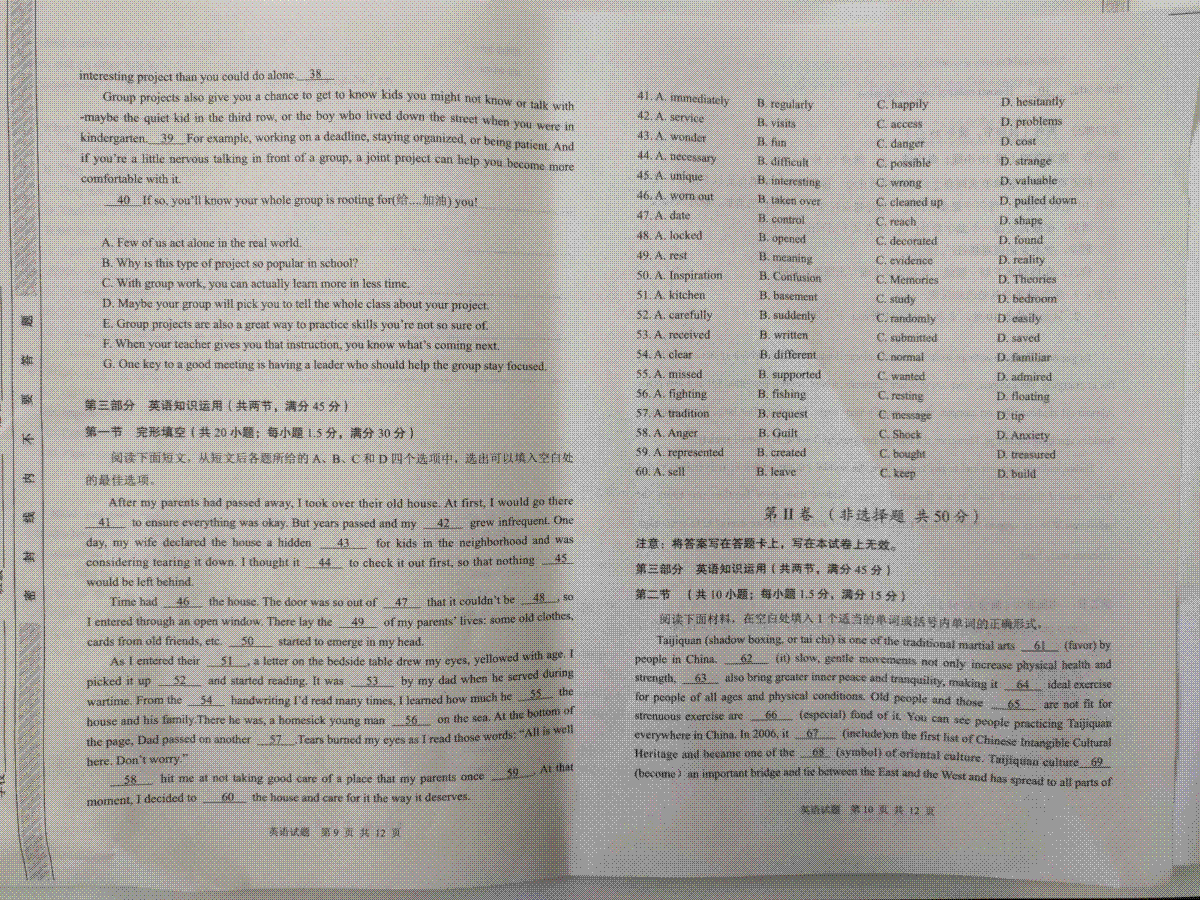 interesting project than you could do alone. 38
Group projects also give you a chance to get to know kids you might not know or talk with
-maybe the quiet kid in the third row, or the boy who lived down the street when you were in
kindergarten. 39 For example, working on a deadline, staying organized, or being patient. And
if you're a little nervous talking in front of a group, a joint project can help you become more
comfortable with it.
40 If so, you'll know your whole group is rooting for(给....加油) you!
A. Few of us act alone in the real world.
B. Why is this type of project so popular in school?
C. With group work, you can actually learn more in less time.
D. Maybe your group will pick you to tell the whole class about your project.
E. Group projects are also a great way to practice skills you're not so sure of.
F. When your teacher gives you that instruction, you know what's coming next.
G. One key to a good meeting is having a leader who should help the group stay focused.
第三部分 英语知识运用(共两节,满分 45 分)
第一节 完形填空(共 20 小题;每小题 1.5 分,满分 30 分)
阅读下面短文,从短文后各题所给的 A、B、C 和 D 四个选项中,选出可以填入空白处
的最佳选项。
After my parents had passed away, I took over their old house. At first, I would go there
41 to ensure everything was okay. But years passed and my 42 grew infrequent. One
day, my wife declared the house a hidden 43 for kids in the neighborhood and was
considering tearing it down. I thought it 44 to check it out first, so that nothing 45
would be left behind.
Time had 46 the house. The door was so out of 47 that it couldn't be 48, so
I entered through an open window. There lay the 49 of my parents' lives: some old clothes,
cards from old friends, etc. 50 started to emerge in my head.
As I entered their 51, a letter on the bedside table drew my eyes, yellowed with age. I
picked it up 52 and started reading. It was 53 by my dad when he served during
wartime. From the 54 handwriting I'd read many times, I learned how much he 55 the
house and his family.There he was, a homesick young man 56 on the sea. At the bottom of
the page, Dad passed on another 57.Tears burned my eyes as I read those words: "All is well
here. Don't worry."
58 hit me at not taking good care of a place that my parents once 59. At that
moment, I decided to 60 the house and care for it the way it deserves.
英语试题 第 9 页 共 12 页
41. A. immediately B. regularly C. happily D. hesitantly
42. A. service B. visits C. access D. problems
43. A. wonder B. fun C. danger D. cost
44. A. necessary B. difficult C. possible D. strange
45. A. unique B. interesting C. wrong D. valuable
46. A. worn out B. taken over C. cleaned up D. pulled down
47. A. date B. control C. reach D. shape
48. A. locked B. opened C. decorated D. found
49. A. rest B. meaning C. evidence D. reality
50. A. Inspiration B. Confusion C. Memories D. Theories
51. A. kitchen B. basement C. study D. bedroom
52. A. carefully B. suddenly C. randomly D. easily
53. A. received B. written C. submitted D. saved
54. A. clear B. different C. normal D. familiar
55. A. missed B. supported C. wanted D. admired
56. A. fighting B. fishing C. resting D. floating
57. A. tradition B. request C. message D. tip
58. A. Anger B. Guilt C. Shock D. Anxiety
59. A. represented B. created C. bought D. treasured
60. A. sell B. leave C. keep D. build
第 II 卷 (非选择题 共 50 分)
注意:将答案写在答题卡上,写在本试卷上无效。
第三部分 英语知识运用(共两节,满分 45 分)
第二节 (共 10 小题;每小题 1.5 分,满分 15 分)
阅读下面材料,在空白处填入 1 个适当的单词或括号内单词的正确形式。
Taijiquan (shadow boxing, or tai chi) is one of the traditional martial arts 61 (favor) by
people in China. 62 (it) slow, gentle movements not only increase physical health and
strength, 63 also bring greater inner peace and tranquility, making it 64 ideal exercise
for people of all ages and physical conditions. Old people and those 65 are not fit for
strenuous exercise are 66 (especial) fond of it. You can see people practicing Taijiquan
everywhere in China. In 2006, it 67 (include)on the first list of Chinese Intangible Cultural
Heritage and became one of the 68 (symbol) of oriental culture. Taijiquan culture 69
(become) an important bridge and tie between the East and the West and has spread to all parts of
英语试题 第 10 页 共 12 页
密 封 线 内 不 要 答 题